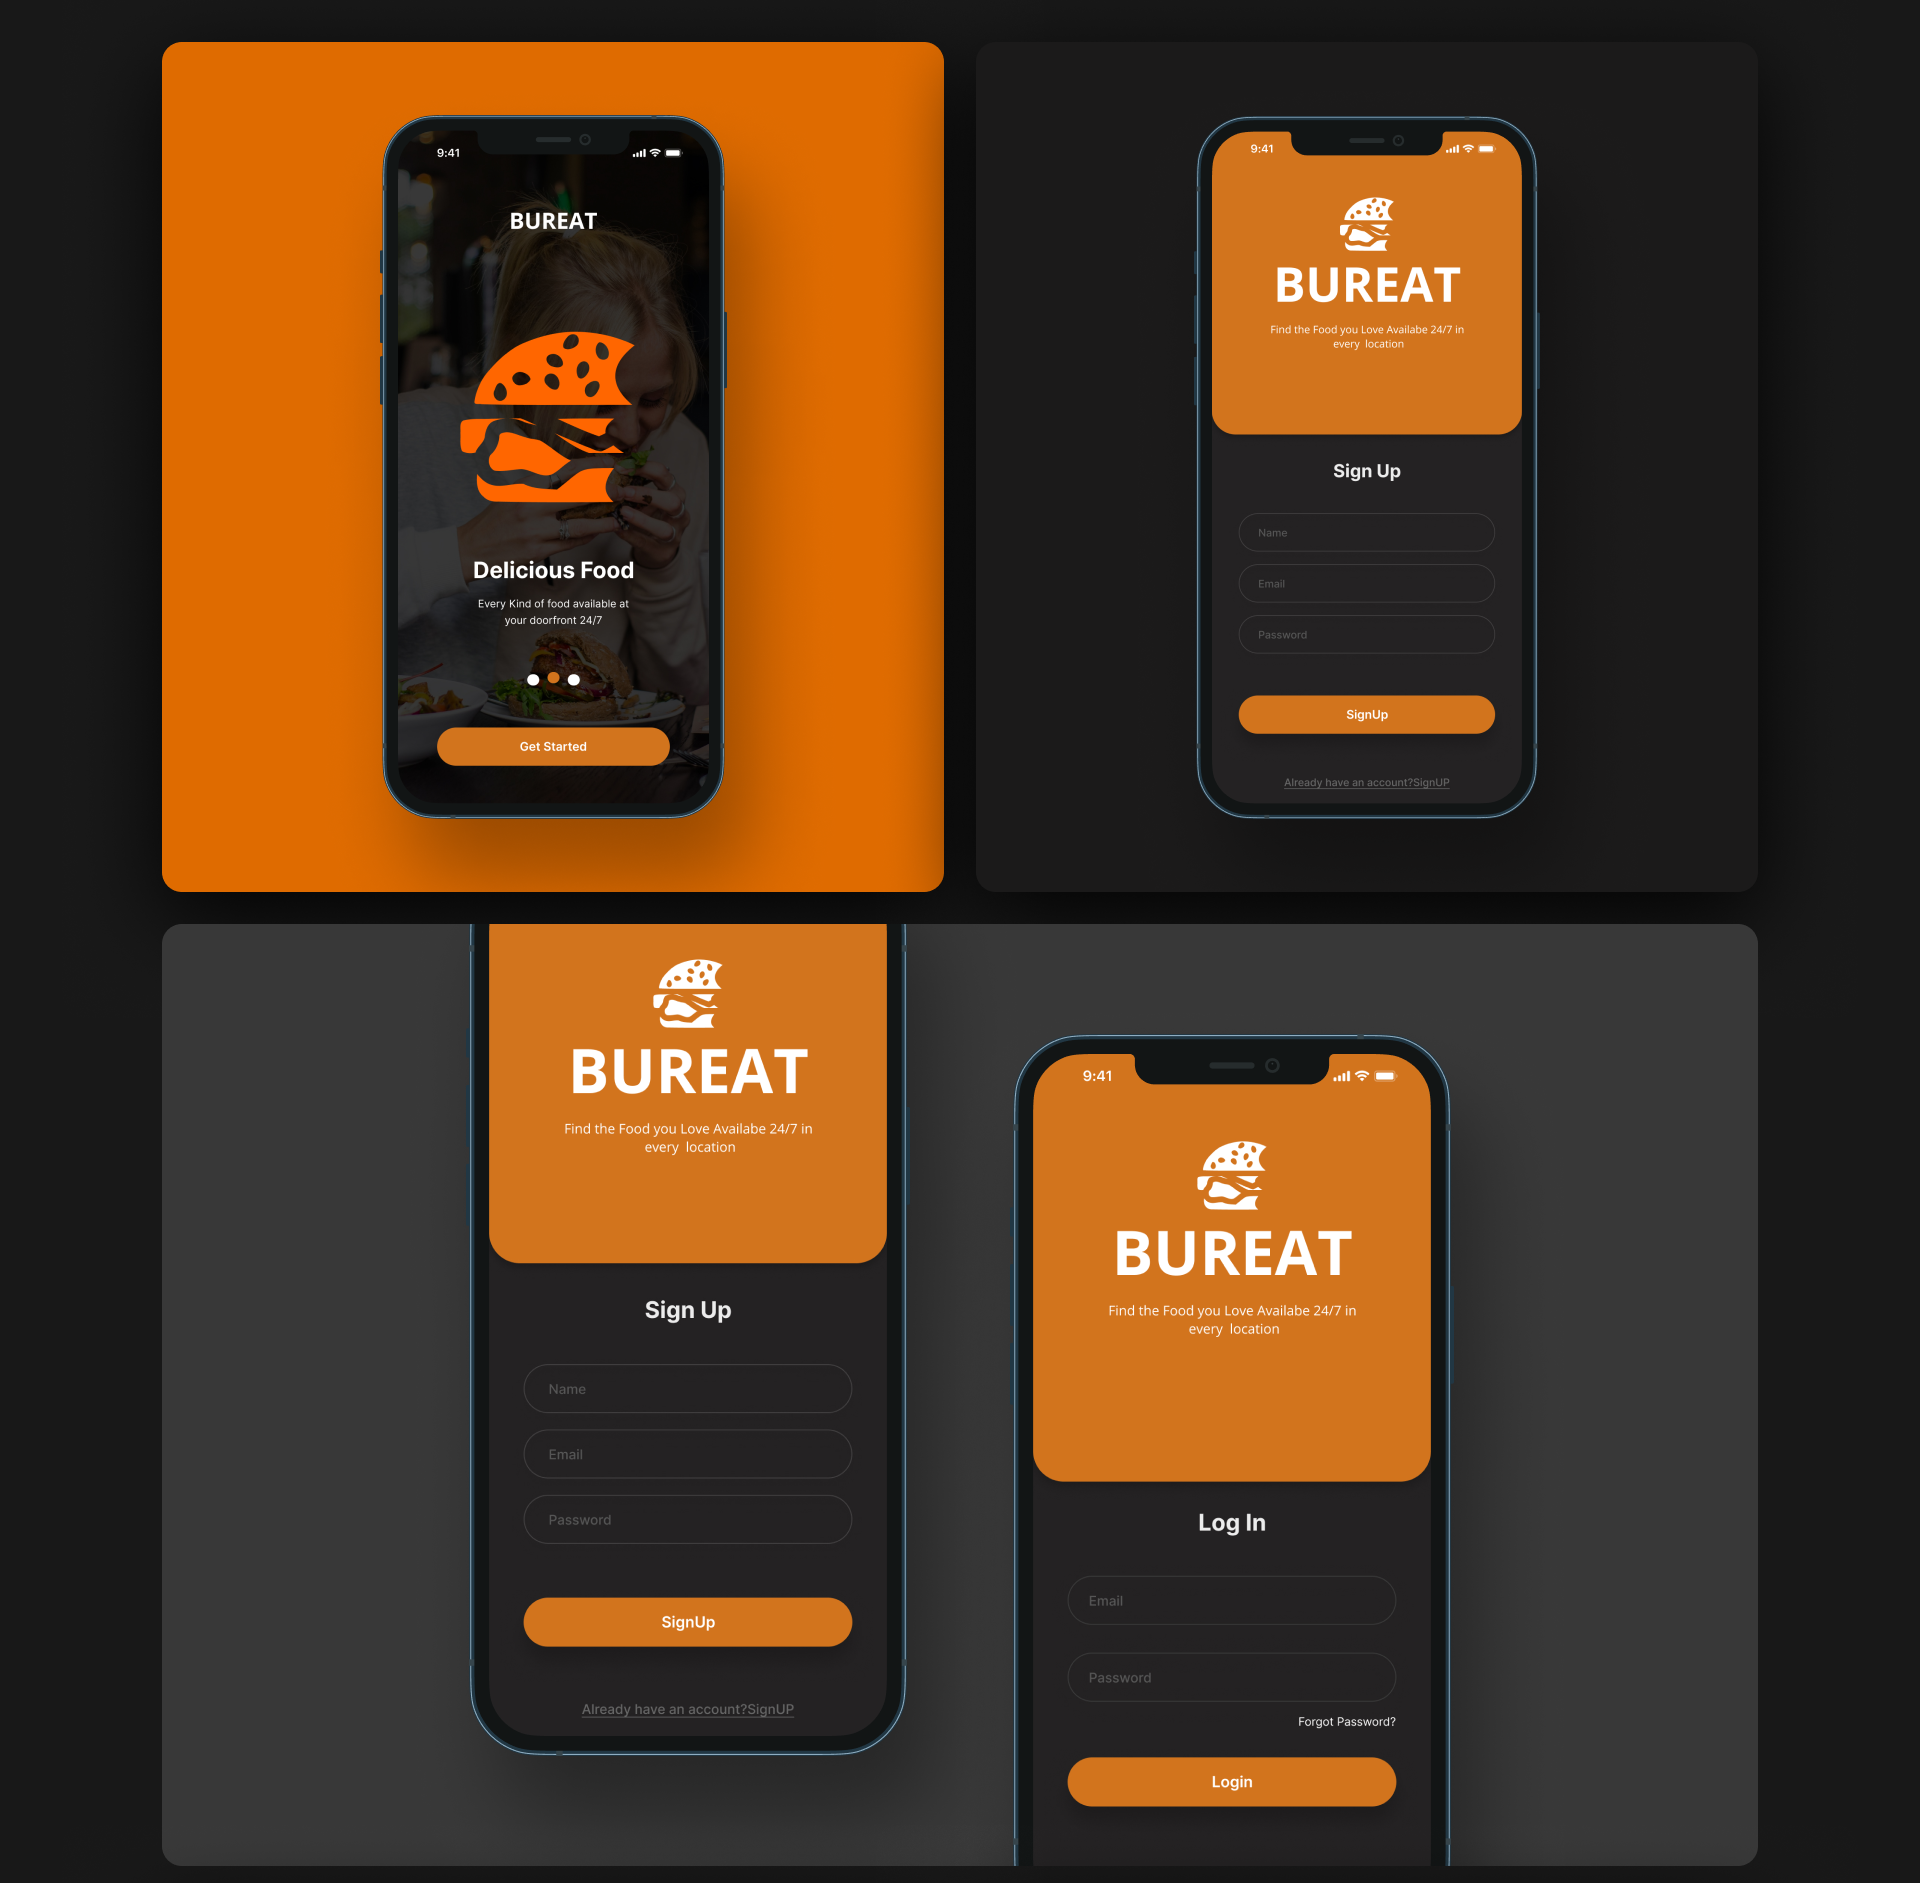 9:41
BUREAT
Delicious Food
Every Kind of food available at
your doorfront 24/7
Get Started
9:41
BUREAT
Find the Food you Love Availabe 24/7 in
every location
Sign Up
Name
Email
Password
SignUp
Already have an account?SignUP
BUREAT
Find the Food you Love Availabe 24/7 in
every location
Sign Up
Name
Email
Password
SignUp
Already have an account?SignUP
9:41
BUREAT
Find the Food you Love Availabe 24/7 in
every location
Log In
Email
Password
Forgot Password?
Login